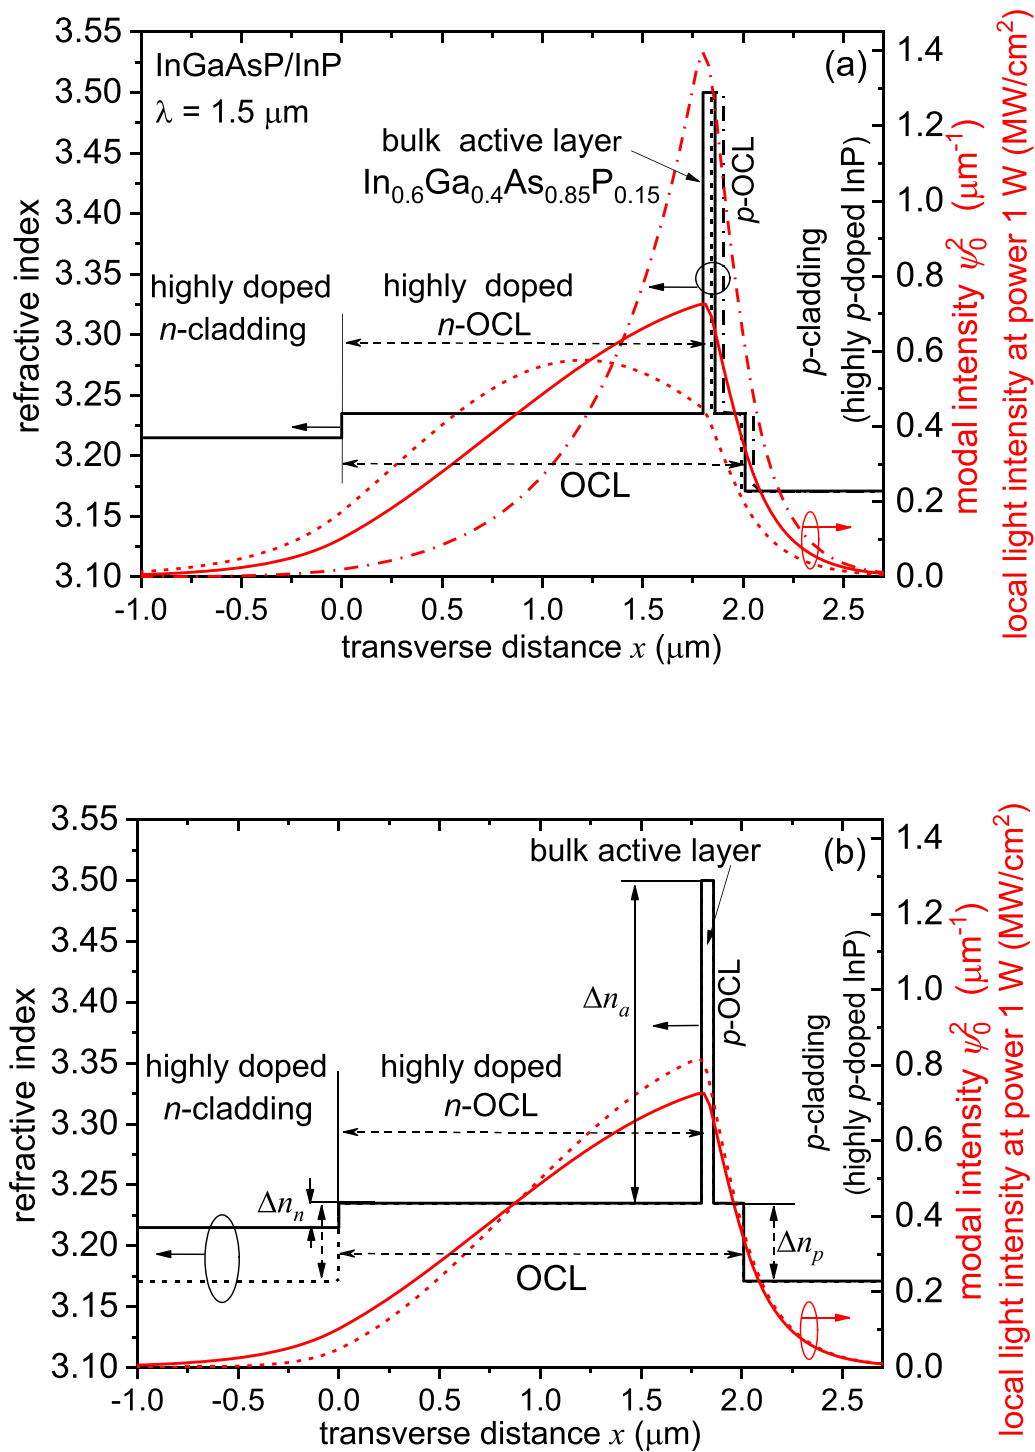 (a)
InGaAsP/InP
λ = 1.5 μm
bulk active layer
In0.6Ga0.4As0.85P0.15
p-OCL
highly doped
n-cladding
highly doped
n-OCL
p-cladding
(highly p-doped InP)
OCL
refractive index
3.55
3.50
3.45
3.40
3.35
3.30
3.25
3.20
3.15
3.10
-1.0
-0.5
0.0
0.5
1.0
1.5
2.0
2.5
transverse distance x (μm)
1.4
1.2
1.0
0.8
0.6
0.4
0.2
0.0
modal intensity ψ₀² (μm⁻¹)
local light intensity at power 1 W (MW/cm²)
(b)
bulk active layer
Δnₐ
p-OCL
highly doped
n-cladding
highly doped
n-OCL
p-cladding
(highly p-doped InP)
Δnₙ
Δnₚ
OCL
refractive index
3.55
3.50
3.45
3.40
3.35
3.30
3.25
3.20
3.15
3.10
-1.0
-0.5
0.0
0.5
1.0
1.5
2.0
2.5
transverse distance x (μm)
1.4
1.2
1.0
0.8
0.6
0.4
0.2
0.0
modal intensity ψ₀² (μm⁻¹)
local light intensity at power 1 W (MW/cm²)